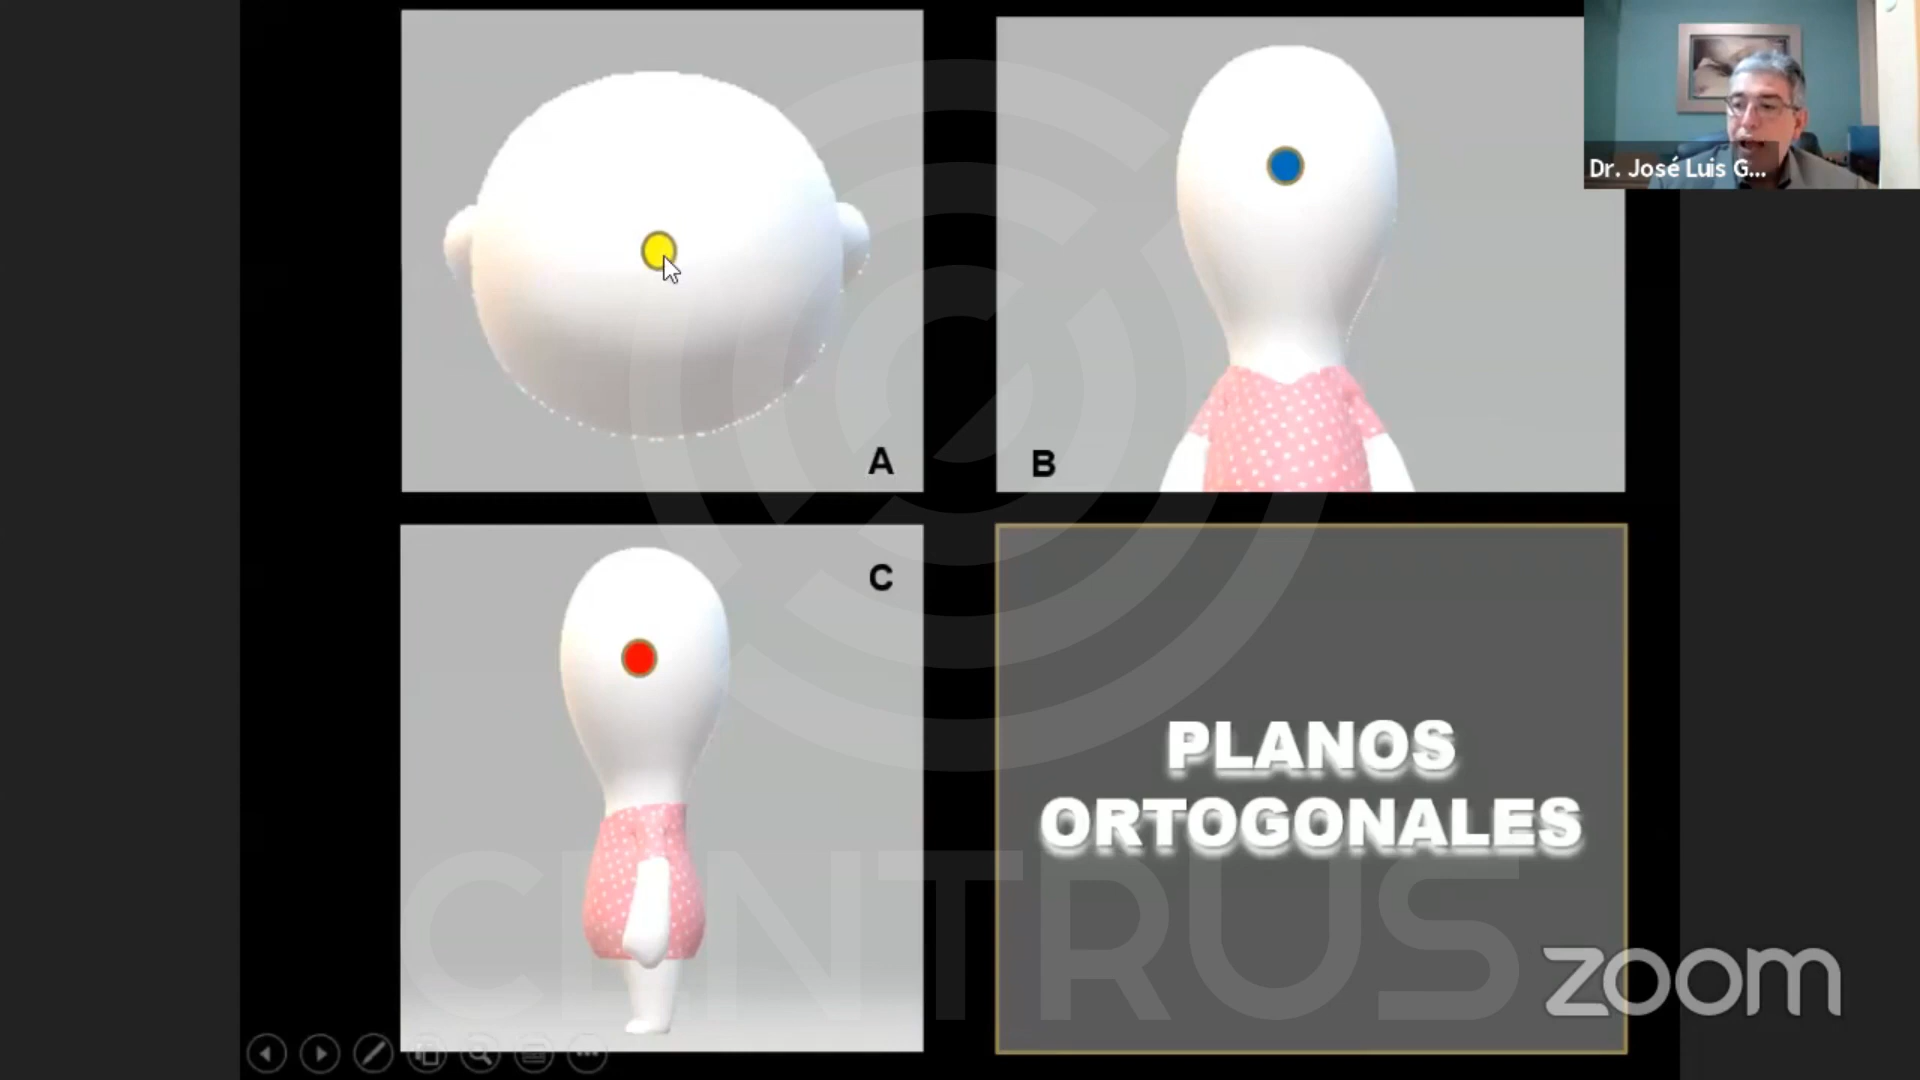 Dr. José Luis G...
A
B
C
PLANOS
ORTOGONALES
CENTRUS
zoom